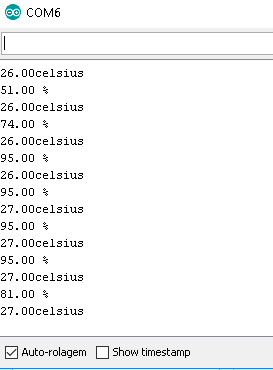 COM6
26.00celsius
51.00 %
26.00celsius
74.00 %
26.00celsius
95.00 %
26.00celsius
95.00 %
27.00celsius
95.00 %
27.00celsius
95.00 %
27.00celsius
81.00 %
27.00celsius
Auto-rolagem Show timestamp